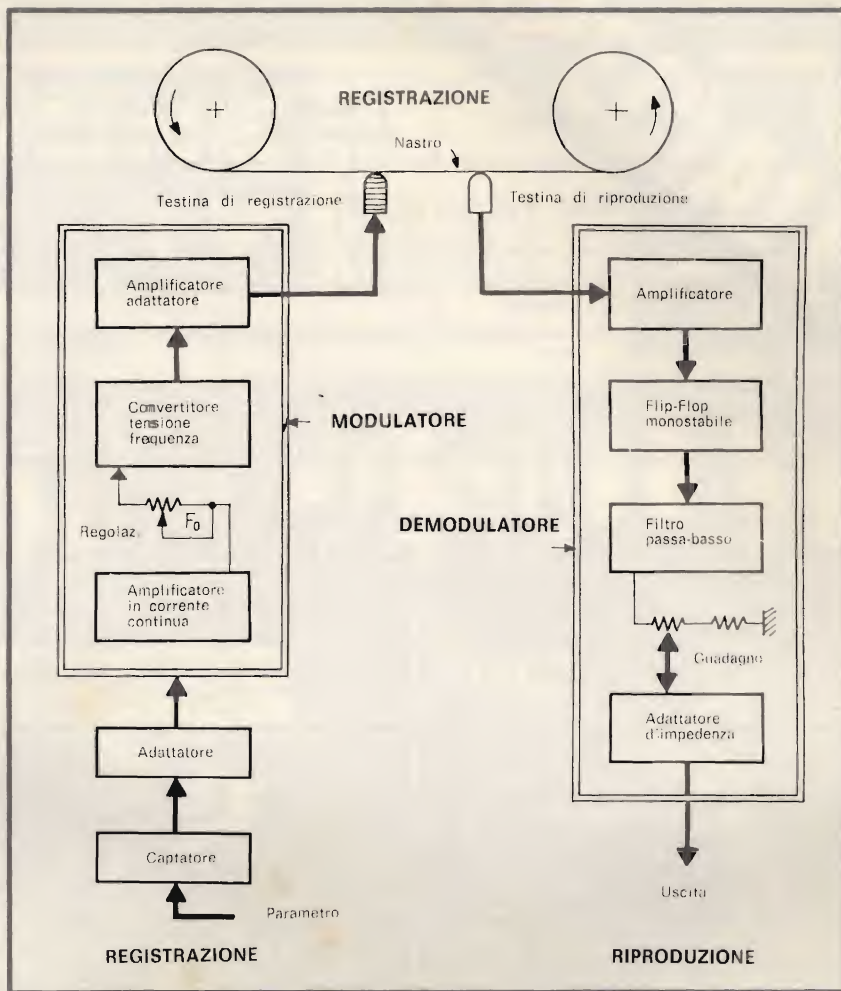 REGISTRAZIONE
Nastro
Testina di registrazione
Testina di riproduzione
Amplificatore
adattatore
Convertitore
tensione
frequenza
Regolaz.
F0
Amplificatore
in corrente
continua
MODULATORE
Adattatore
Captatore
Parametro
REGISTRAZIONE
Amplificatore
Flip-Flop
monostabile
DEMODULATORE
Filtro
passa-basso
Guadagno
Adattatore
d'impedenza
Uscita
RIPRODUZIONE